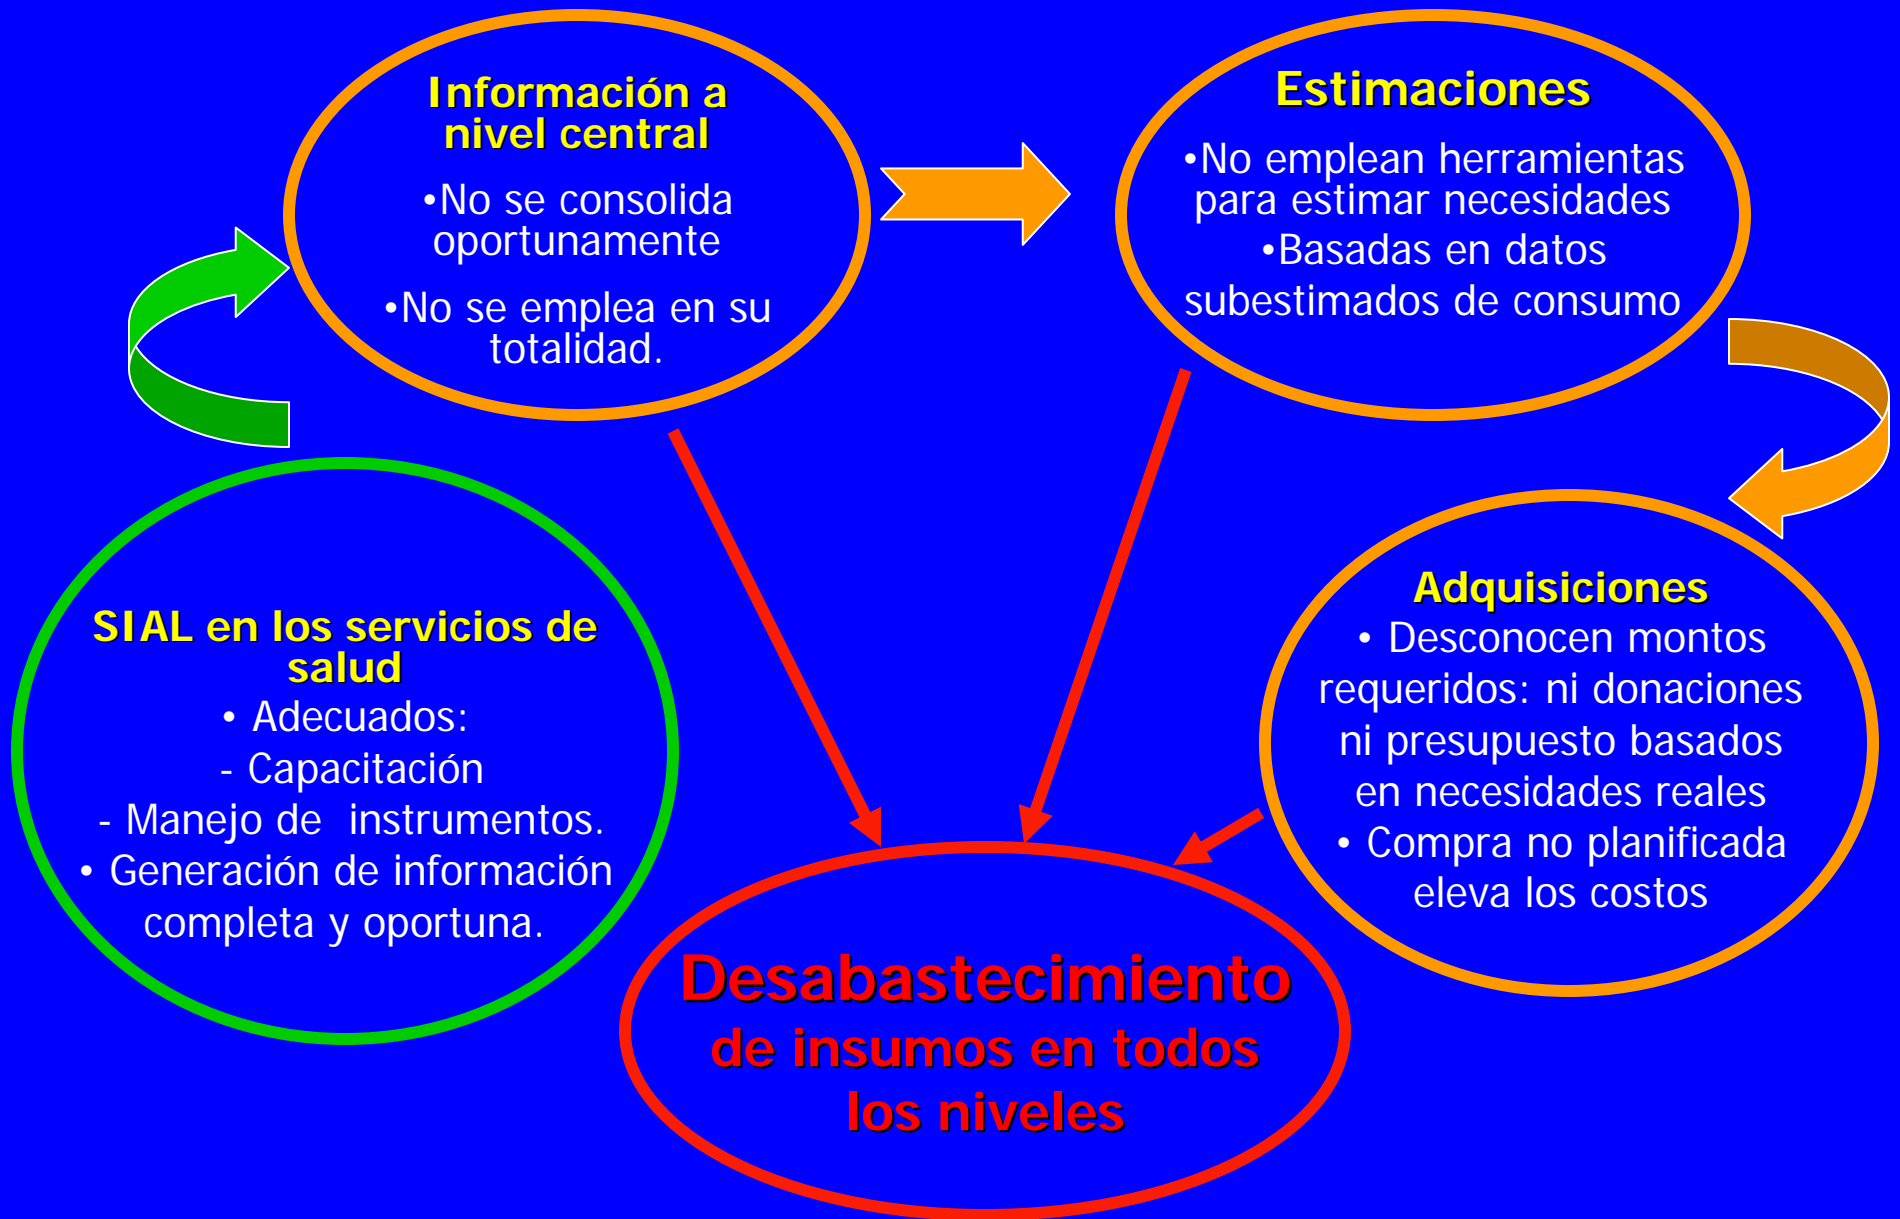 Información a
nivel central
•No se consolida
oportunamente
•No se emplea en su
totalidad.
Estimaciones
•No emplean herramientas
para estimar necesidades
•Basadas en datos
subestimados de consumo
SIAL en los servicios de
salud
• Adecuados:
- Capacitación
- Manejo de instrumentos.
• Generación de información
completa y oportuna.
Adquisiciones
• Desconocen montos
requeridos: ni donaciones
ni presupuesto basados
en necesidades reales
• Compra no planificada
eleva los costos
Desabastecimiento
de insumos en todos
los niveles